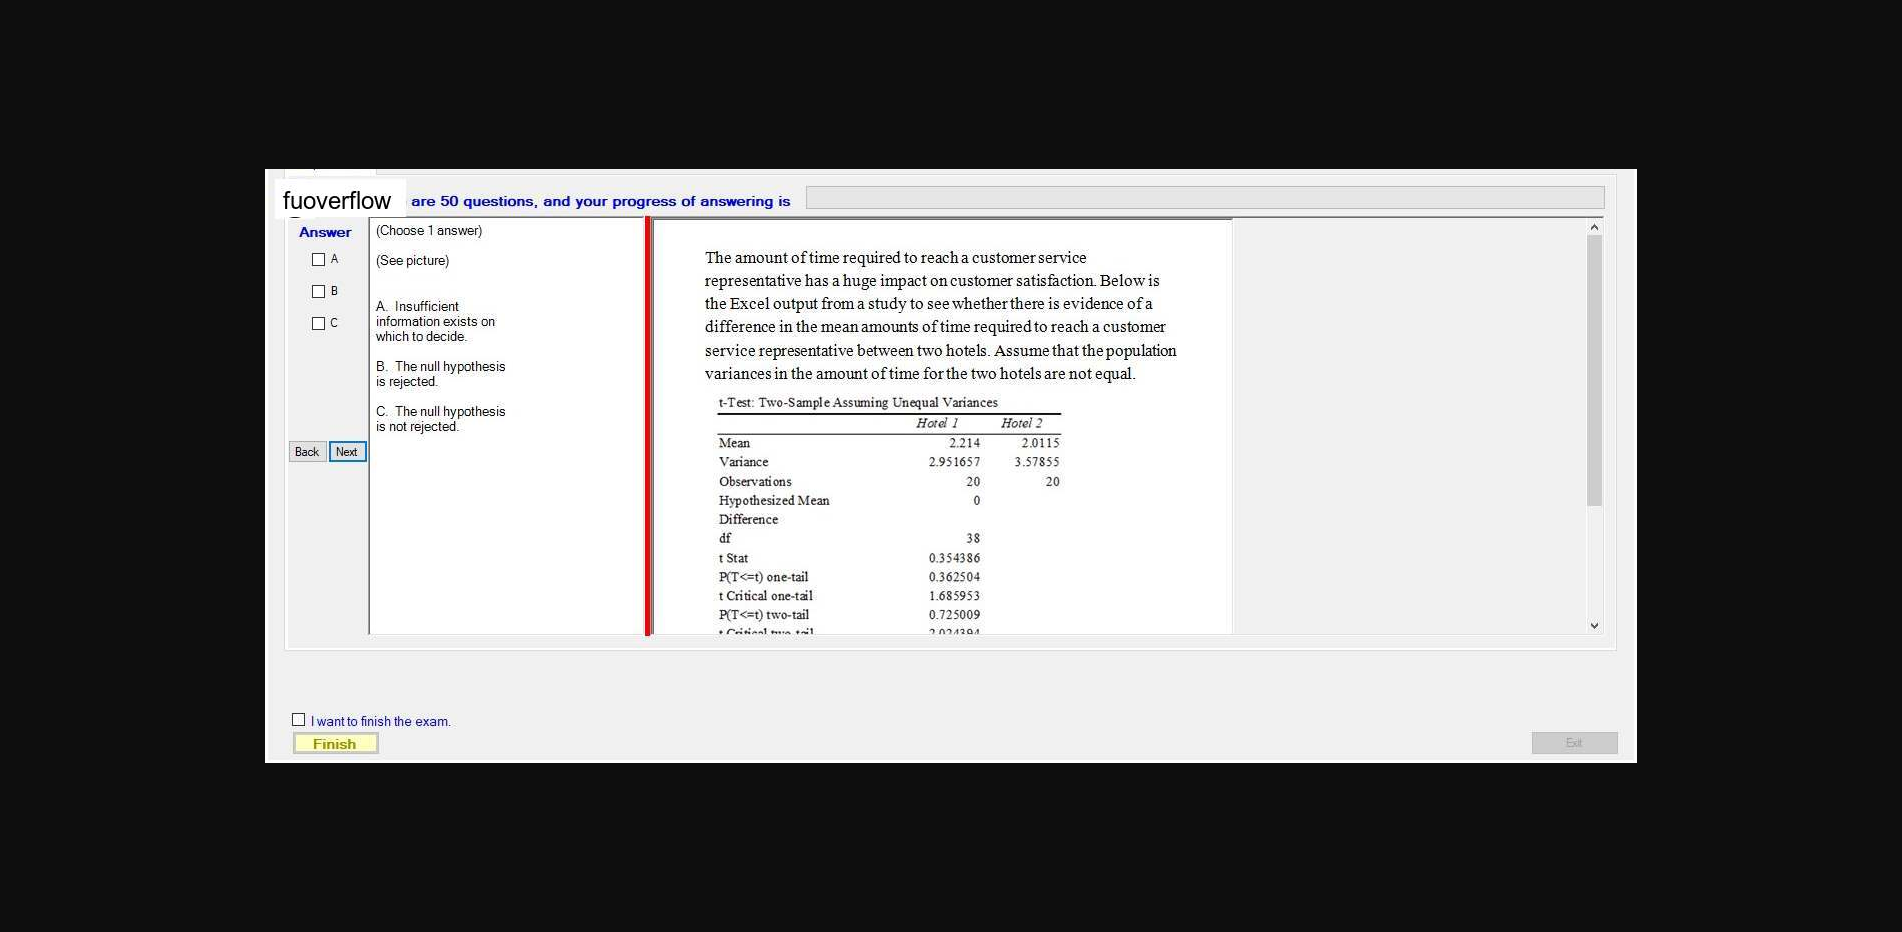 fuoverflow are 50 questions, and your progress of answering is
Answer
A
B
C
Back Next
(Choose 1 answer)
(See picture)
A. Insufficient
information exists on
which to decide.
B. The null hypothesis
is rejected.
C. The null hypothesis
is not rejected.
The amount of time required to reach a customer service
representative has a huge impact on customer satisfaction. Below is
the Excel output from a study to see whether there is evidence of a
difference in the mean amounts of time required to reach a customer
service representative between two hotels. Assume that the population
variances in the amount of time for the two hotels are not equal.
t-Test: Two-Sample Assuming Unequal Variances
Hotel 1 Hotel 2
Mean 2.214 2.0115
Variance 2.951657 3.57855
Observations 20 20
Hypothesized Mean 0
Difference
df 38
t Stat 0.354386
P(T<=t) one-tail 0.362504
t Critical one-tail 1.685953
P(T<=t) two-tail 0.725009
t Critical two-tail 2.024394
I want to finish the exam.
Finish
Exit